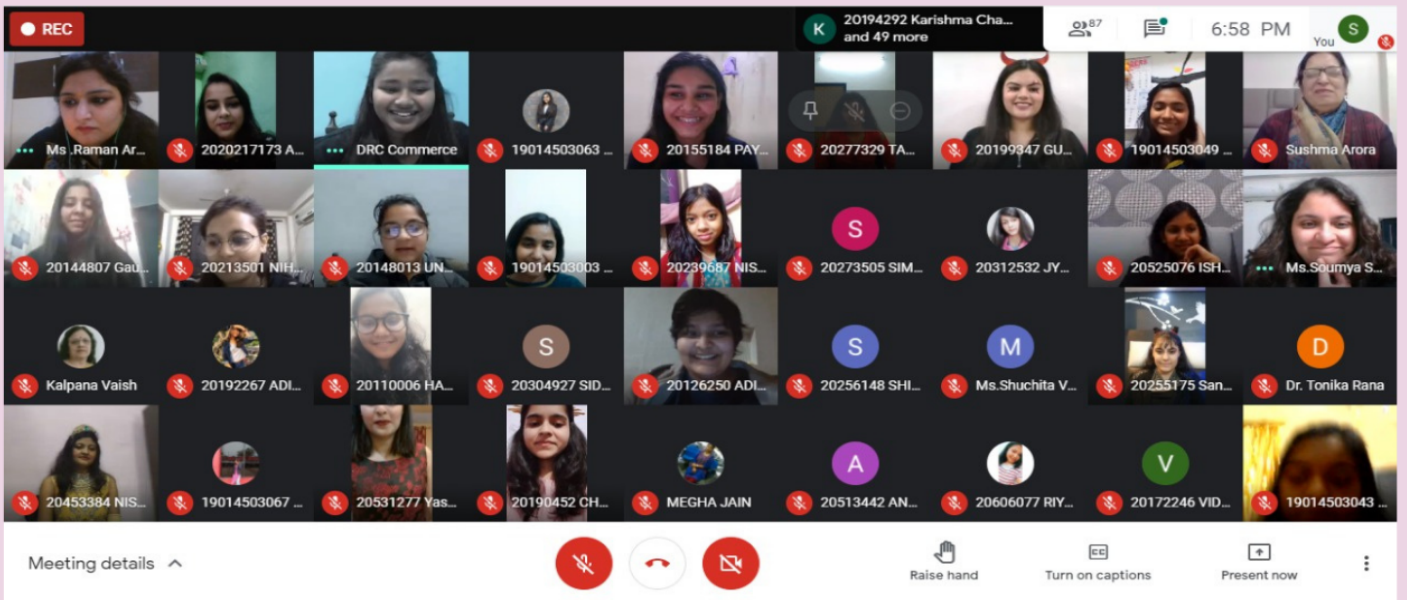 REC
K
20194292 Karishma Cha...
and 49 more
87
6:58 PM
You
S
Ms .Raman Ar...
2020217173 A...
DRC Commerce
19014503063 ...
20155184 PAY...
20277329 TA...
20199347 GU...
19014503049 ...
Sushma Arora
20144807 Gau...
20213501 NIH...
20148013 UN...
19014503003 ...
20239687 NIS...
S
20273505 SIM...
20312532 JY...
20525076 ISH...
Ms.Soumya S...
Kalpana Vaish
20192267 ADI...
20110006 HA...
S
20304927 SID...
20126250 ADI...
S
20256148 SHI...
M
Ms.Shuchita V...
20255175 San...
D
Dr. Tonika Rana
20453384 NIS...
19014503067 ...
20531277 Yas...
20190452 CH...
MEGHA JAIN
A
20513442 AN...
20606077 RIY...
V
20172246 VID...
19014503043 ...
Meeting details
Raise hand
CC
Turn on captions
Present now